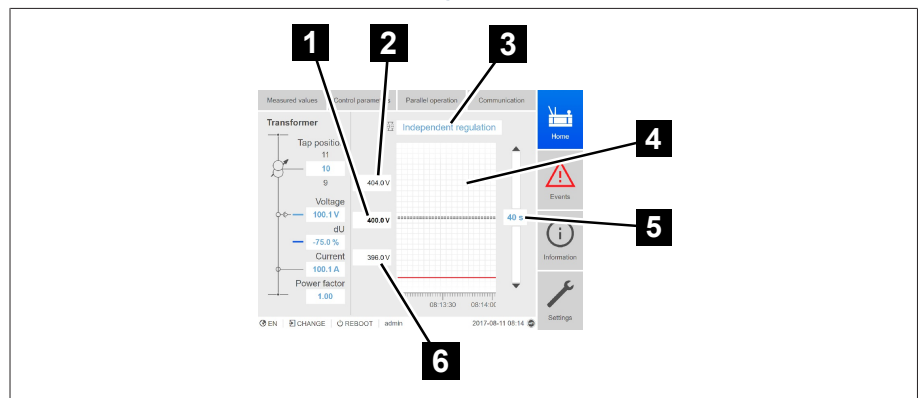 1
2
3
Measured values
Control parameters
Parallel operation
Communication
Transformer
Independent regulation
Home
Tap position
11
10
9
404.0 V
4
Events
Voltage
100.1 V
400.0 V
40 s
5
dU
-75.0 %
Current
396.0 V
Information
100.1 A
Power factor
1.00
08:13:30
08:14:00
Settings
EN
CHANGE
REBOOT
admin
2017-08-11 08:14
6